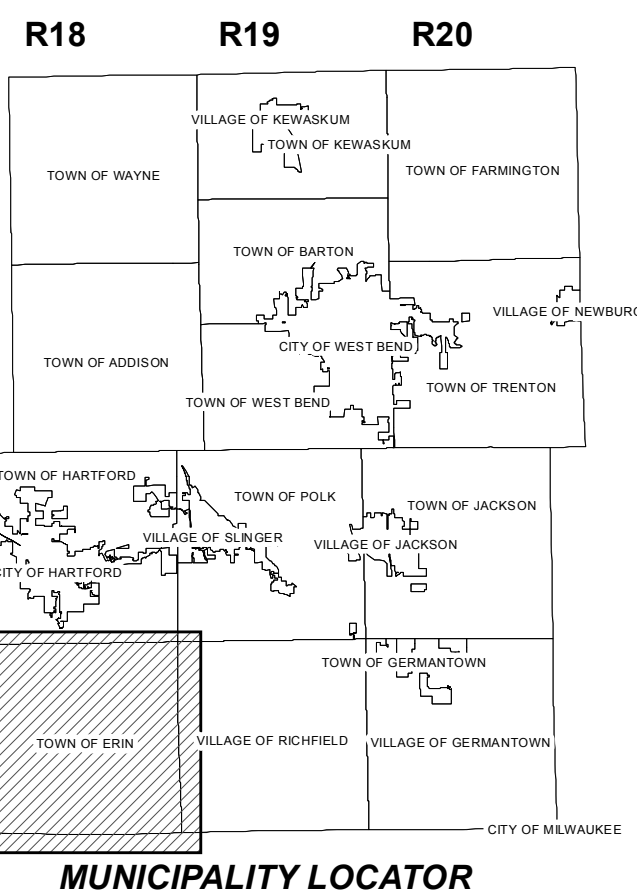 R18 R19 R20
VILLAGE OF KEWASKUM
TOWN OF KEWASKUM
TOWN OF WAYNE
TOWN OF FARMINGTON
TOWN OF BARTON
VILLAGE OF NEWBURG
CITY OF WEST BEND
TOWN OF ADDISON
TOWN OF TRENTON
TOWN OF WEST BEND
TOWN OF HARTFORD
TOWN OF POLK
TOWN OF JACKSON
VILLAGE OF SLINGER
VILLAGE OF JACKSON
CITY OF HARTFORD
TOWN OF GERMANTOWN
TOWN OF ERIN
VILLAGE OF RICHFIELD
VILLAGE OF GERMANTOWN
CITY OF MILWAUKEE
MUNICIPALITY LOCATOR